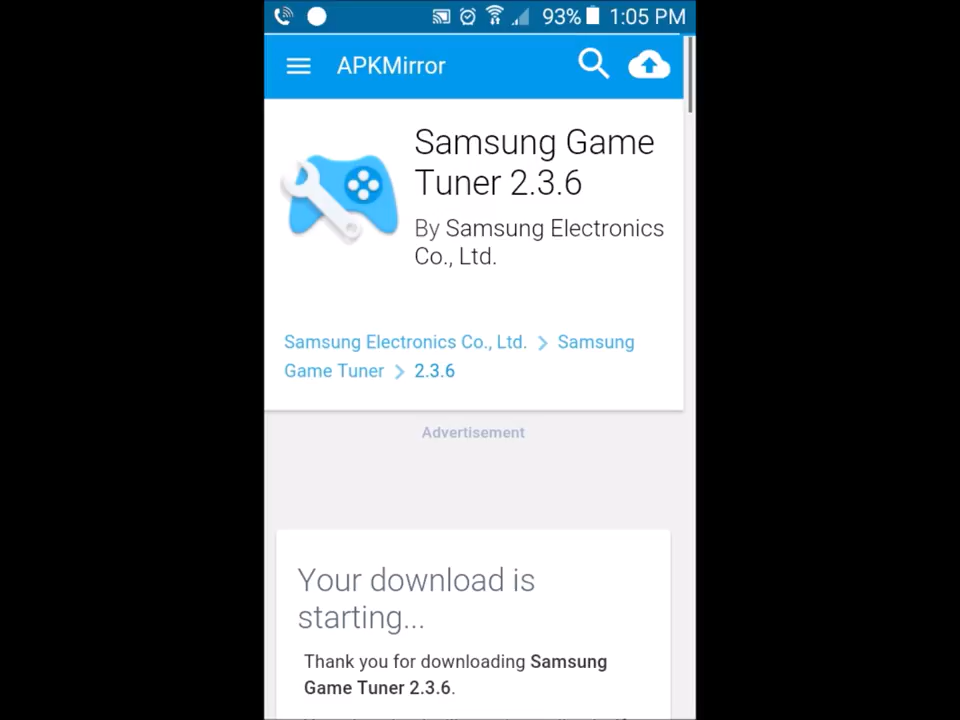 93% 1:05 PM
APKMirror
Samsung Game
Tuner 2.3.6
By Samsung Electronics
Co., Ltd.
Samsung Electronics Co., Ltd. > Samsung
Game Tuner > 2.3.6
Advertisement
Your download is
starting...
Thank you for downloading Samsung
Game Tuner 2.3.6.